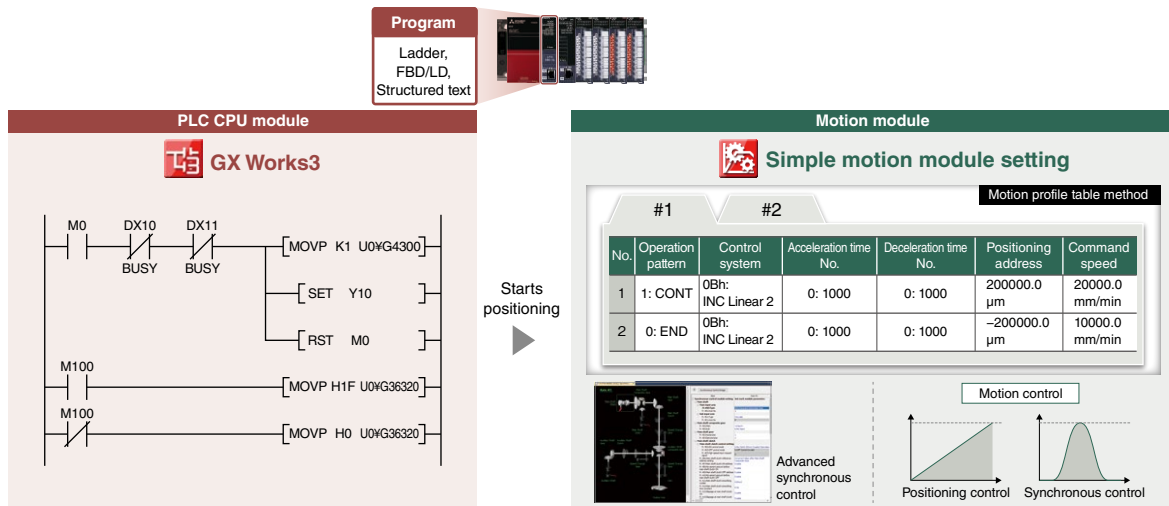 Program
Ladder,
FBD/LD,
Structured text
PLC CPU module
GX Works3
M0 DX10 DX11
BUSY BUSY
MOVP K1 U0¥G4300
SET Y10
RST M0
M100
MOVP H1F U0¥G36320
M100
MOVP H0 U0¥G36320
Starts
positioning
Motion module
Simple motion module setting
Motion profile table method
#1 #2
No. Operation pattern Control system Acceleration time No. Deceleration time No. Positioning address Command speed
1 1: CONT 0Bh: INC Linear 2 0: 1000 0: 1000 200000.0 µm 20000.0 mm/min
2 0: END 0Bh: INC Linear 2 0: 1000 0: 1000 −200000.0 µm 10000.0 mm/min
Advanced
synchronous
control
Motion control
Positioning control Synchronous control